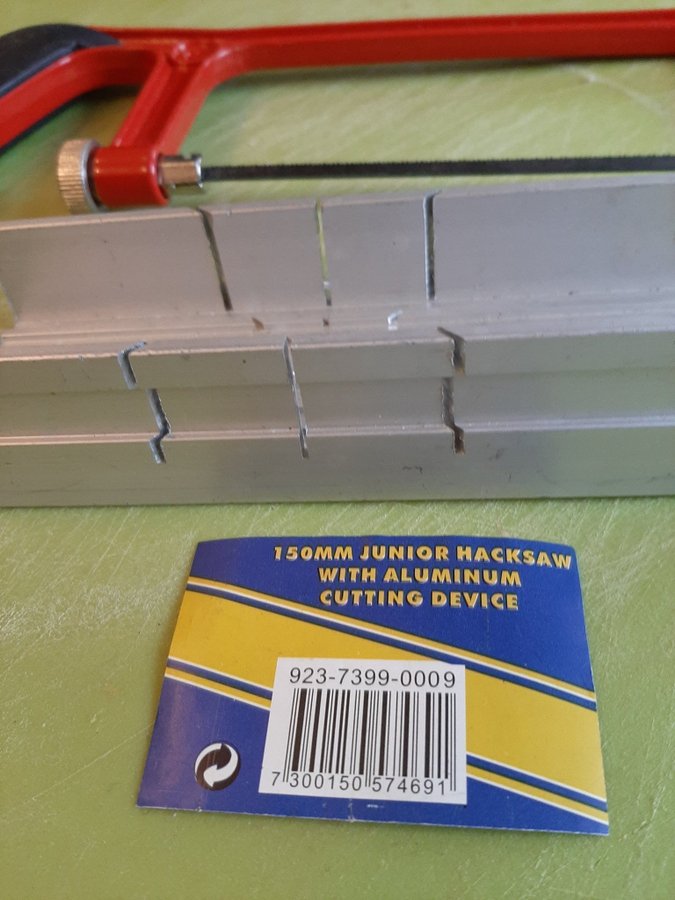 150MM JUNIOR HACKSAW
WITH ALUMINUM
CUTTING DEVICE
923-7399-0009
7 300150 574691